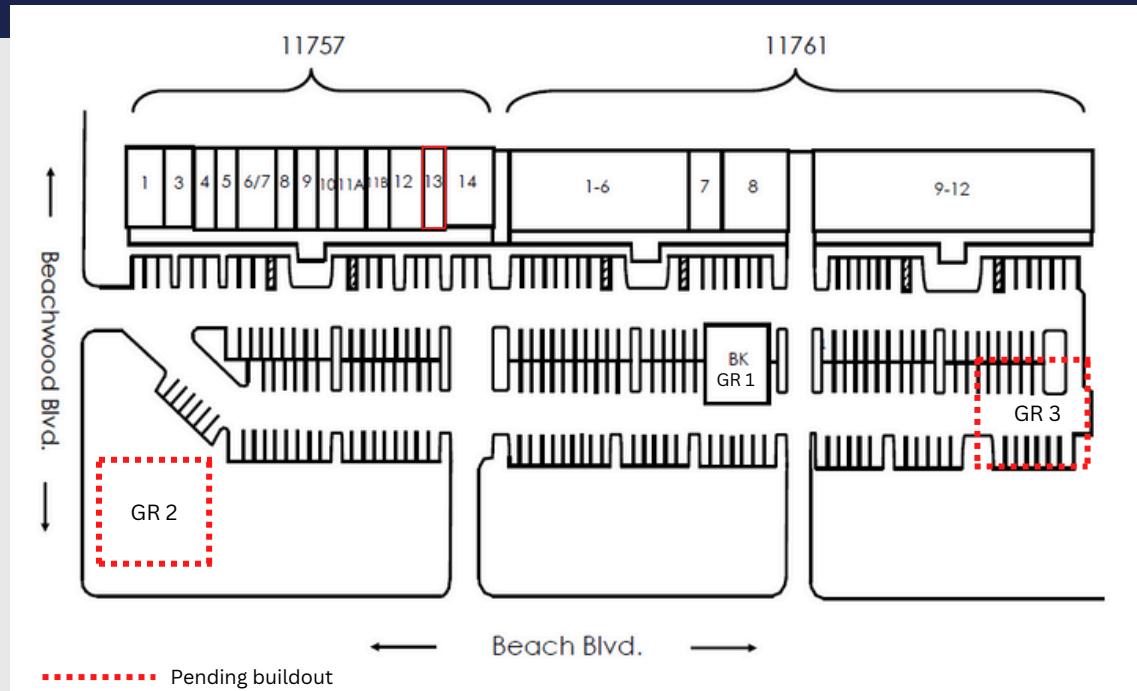 11757 11761
1 3 4 5 6/7 8 9 10 11A 11B 12 13 14 1-6 7 8 9-12
Beachwood Blvd.
BK
GR 1
GR 3
GR 2
Beach Blvd.
Pending buildout